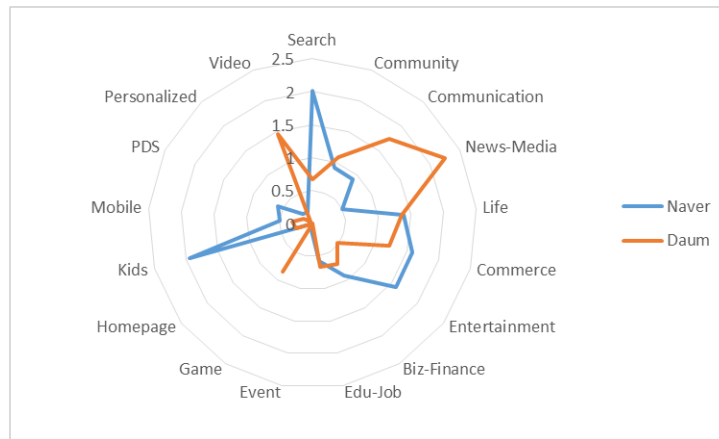 Search
Community
Communication
News-Media
Life
Commerce
Entertainment
Biz-Finance
Edu-Job
Event
Game
Homepage
Kids
Mobile
PDS
Personalized
Video
2.5
2
1.5
1
0.5
0
Naver
Daum